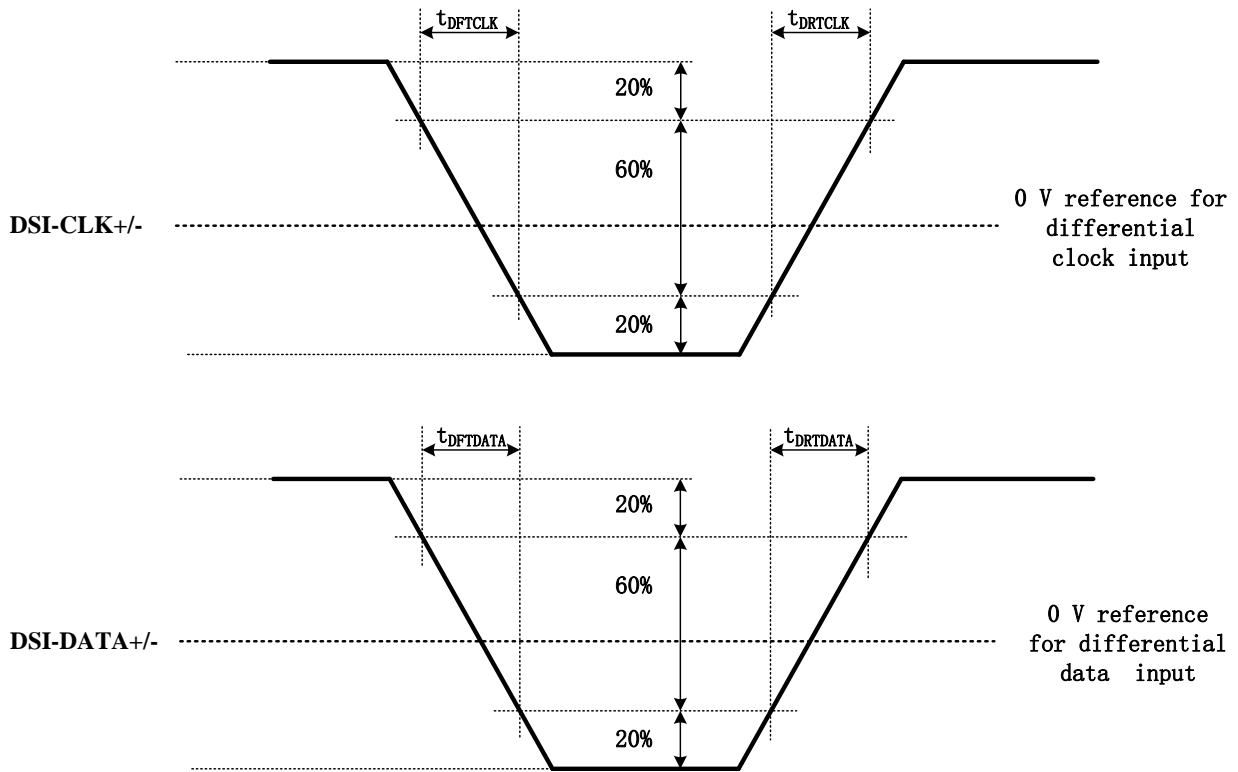 tDFTCLK
tDRTCLK
20%
60%
DSI-CLK+/-
0 V reference for
differential
clock input
20%
tDFTDATA
tDRTDATA
20%
60%
DSI-DATA+/-
0 V reference
for differential
data input
20%